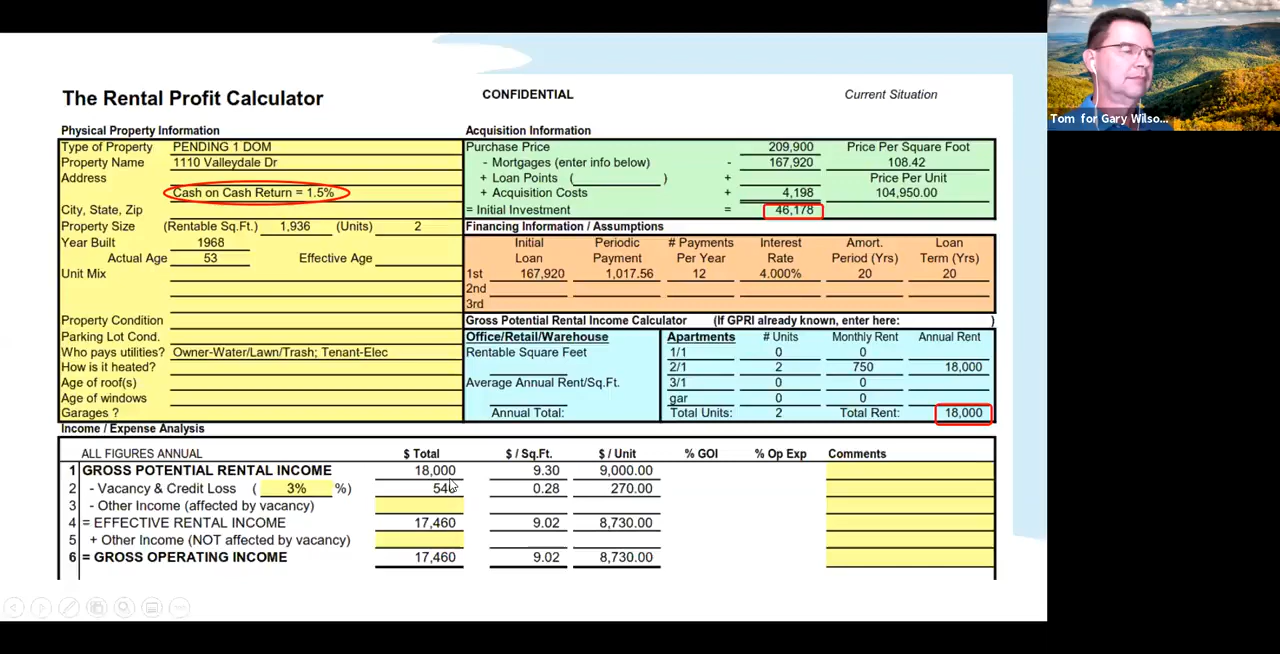 The Rental Profit Calculator
CONFIDENTIAL
Current Situation
Tom for Gary Wilso...
Physical Property Information
Type of Property PENDING 1 DOM
Property Name 1110 Valleydale Dr
Address
Cash on Cash Return = 1.5%
City, State, Zip
Property Size (Rentable Sq.Ft.) 1,936 (Units) 2
Year Built 1968
Actual Age 53 Effective Age
Unit Mix
Property Condition
Parking Lot Cond.
Who pays utilities? Owner-Water/Lawn/Trash; Tenant-Elec
How is it heated?
Age of roof(s)
Age of windows
Garages ?
Acquisition Information
Purchase Price 209,900 Price Per Square Foot
- Mortgages (enter info below) - 167,920 108.42
+ Loan Points ( ) + Price Per Unit
+ Acquisition Costs + 4,198 104,950.00
= Initial Investment = 46,178
Financing Information / Assumptions
Initial Periodic # Payments Interest Amort. Loan
Loan Payment Per Year Rate Period (Yrs) Term (Yrs)
1st 167,920 1,017.56 12 4.000% 20 20
2nd
3rd
Gross Potential Rental Income Calculator (If GPRI already known, enter here: )
Office/Retail/Warehouse
Rentable Square Feet
Average Annual Rent/Sq.Ft.
Annual Total:
Apartments # Units Monthly Rent Annual Rent
1/1 0 0
2/1 2 750 18,000
3/1 0 0
gar 0 0
Total Units: 2 Total Rent: 18,000
Income / Expense Analysis
ALL FIGURES ANNUAL $ Total $ / Sq.Ft. $ / Unit % GOI % Op Exp Comments
1 GROSS POTENTIAL RENTAL INCOME 18,000 9.30 9,000.00
2 - Vacancy & Credit Loss ( 3% %) 0.28 270.00
3 - Other Income (affected by vacancy)
4 = EFFECTIVE RENTAL INCOME 17,460 9.02 8,730.00
5 + Other Income (NOT affected by vacancy)
6 = GROSS OPERATING INCOME 17,460 9.02 8,730.00